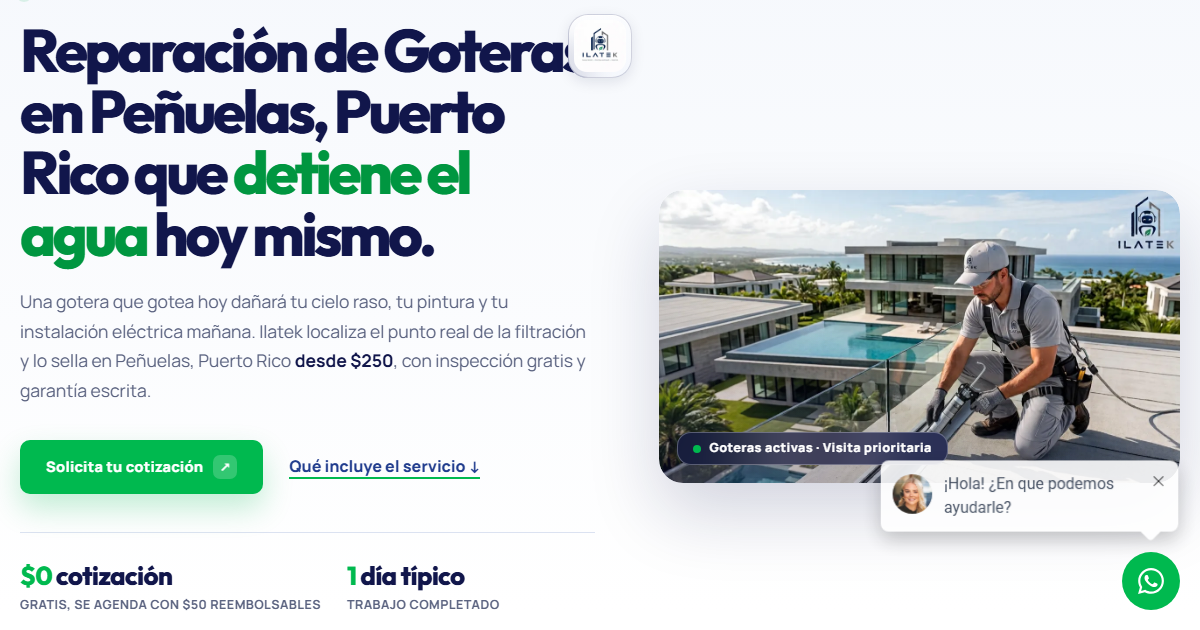 Reparación de Goteras
en Peñuelas, Puerto
Rico que detiene el
agua hoy mismo.
ILATEK
Una gotera que gotea hoy dañará tu cielo raso, tu pintura y tu
instalación eléctrica mañana. Ilatek localiza el punto real de la filtración
y lo sella en Peñuelas, Puerto Rico desde $250, con inspección gratis y
garantía escrita.
Solicita tu cotización ↗
Qué incluye el servicio ↓
$0 cotización
GRATIS, SE AGENDA CON $50 REEMBOLSABLES
1 día típico
TRABAJO COMPLETADO
ILATEK
Goteras activas · Visita prioritaria
¡Hola! ¿En que podemos
ayudarle?